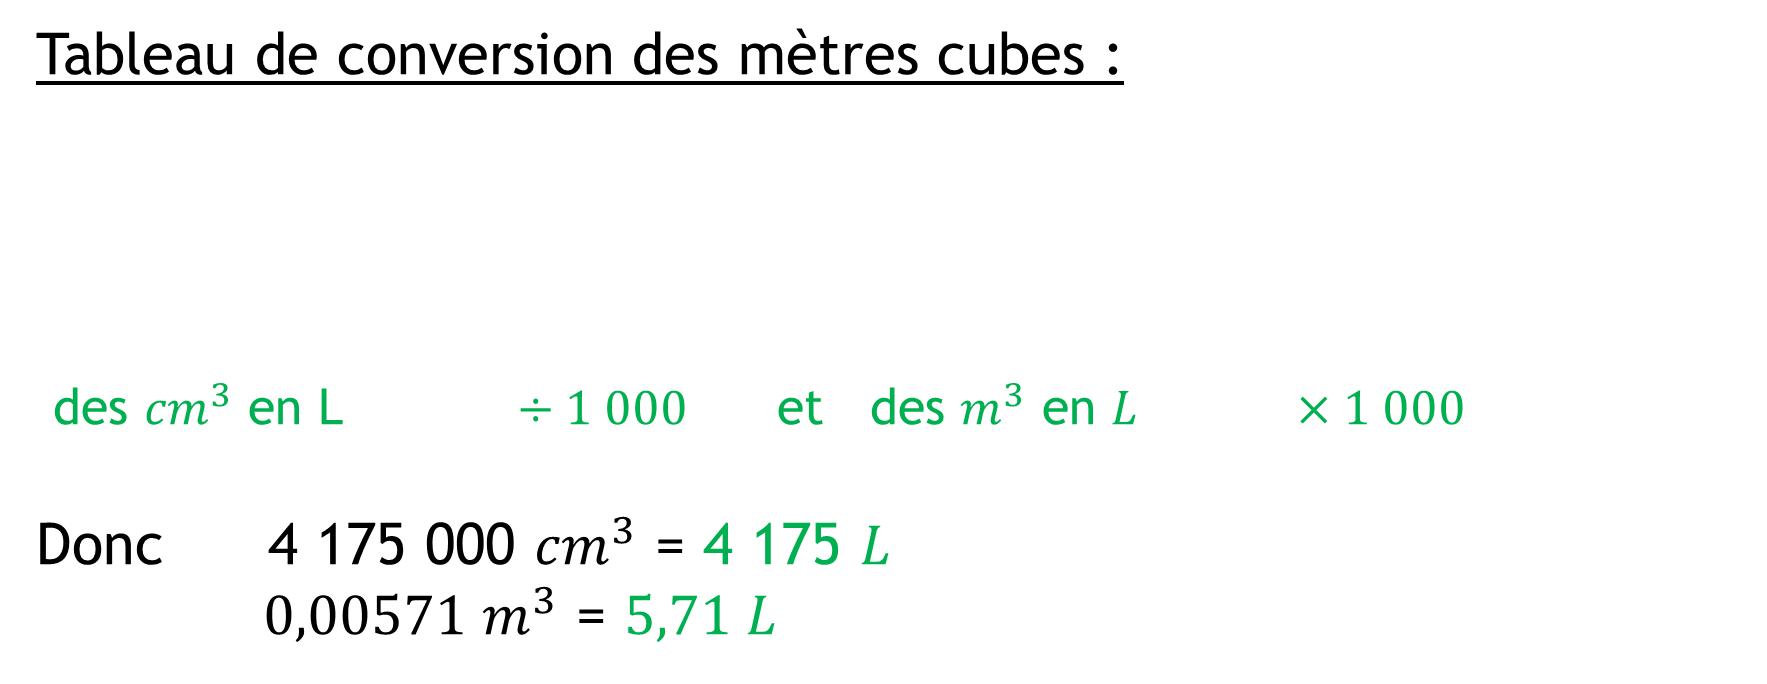 Tableau de conversion des mètres cubes :
des cm³ en L ÷ 1 000 et des m³ en L × 1 000
Donc 4 175 000 cm³ = 4 175 L
0,00571 m³ = 5,71 L